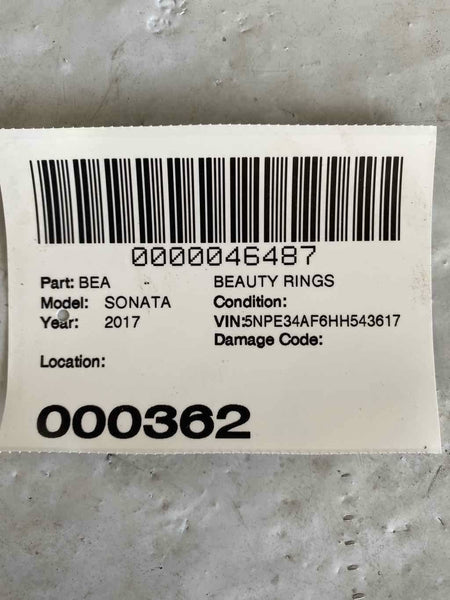 0000046487
Part: BEA BEAUTY RINGS
Model: SONATA Condition:
Year: 2017 VIN:5NPE34AF6HH543617
Damage Code:
Location:
000362